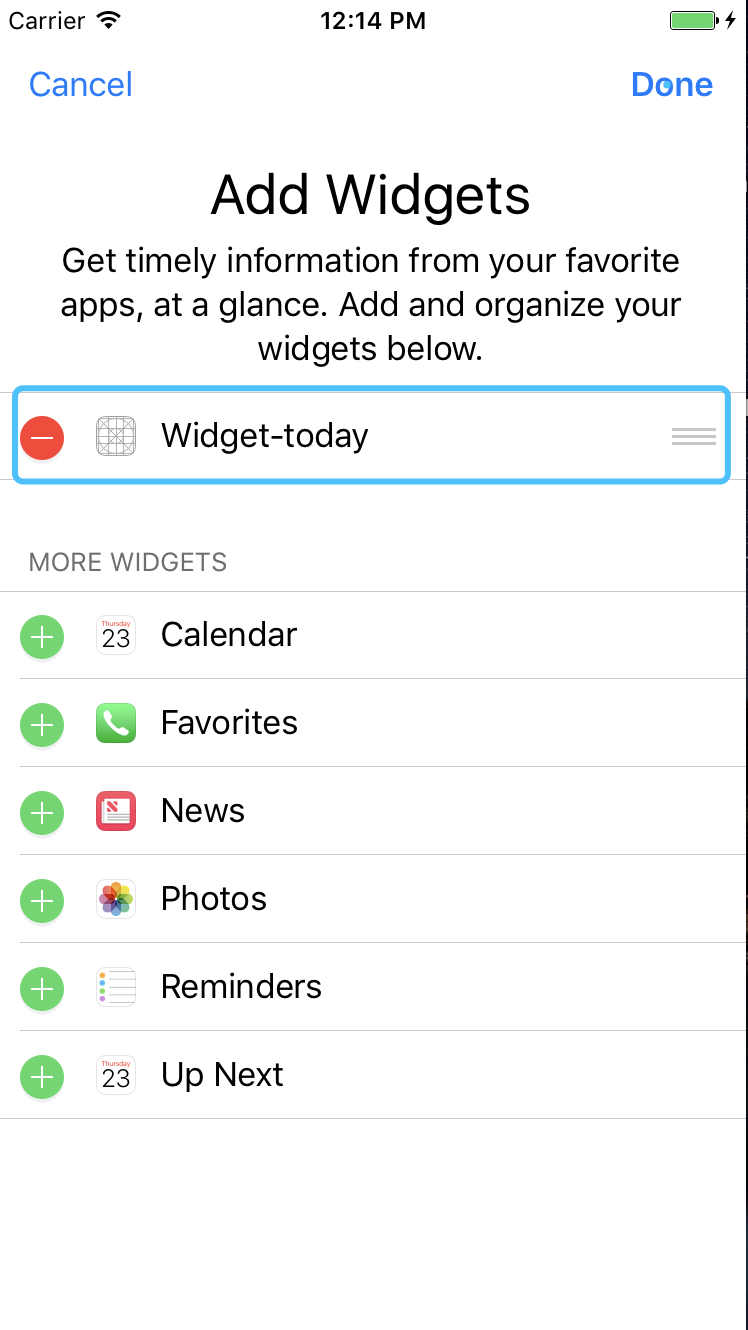 Carrier 12:14 PM
Cancel Done
Add Widgets
Get timely information from your favorite
apps, at a glance. Add and organize your
widgets below.
Widget-today
MORE WIDGETS
Thursday
23
Calendar
Favorites
News
Photos
Reminders
Thursday
23
Up Next